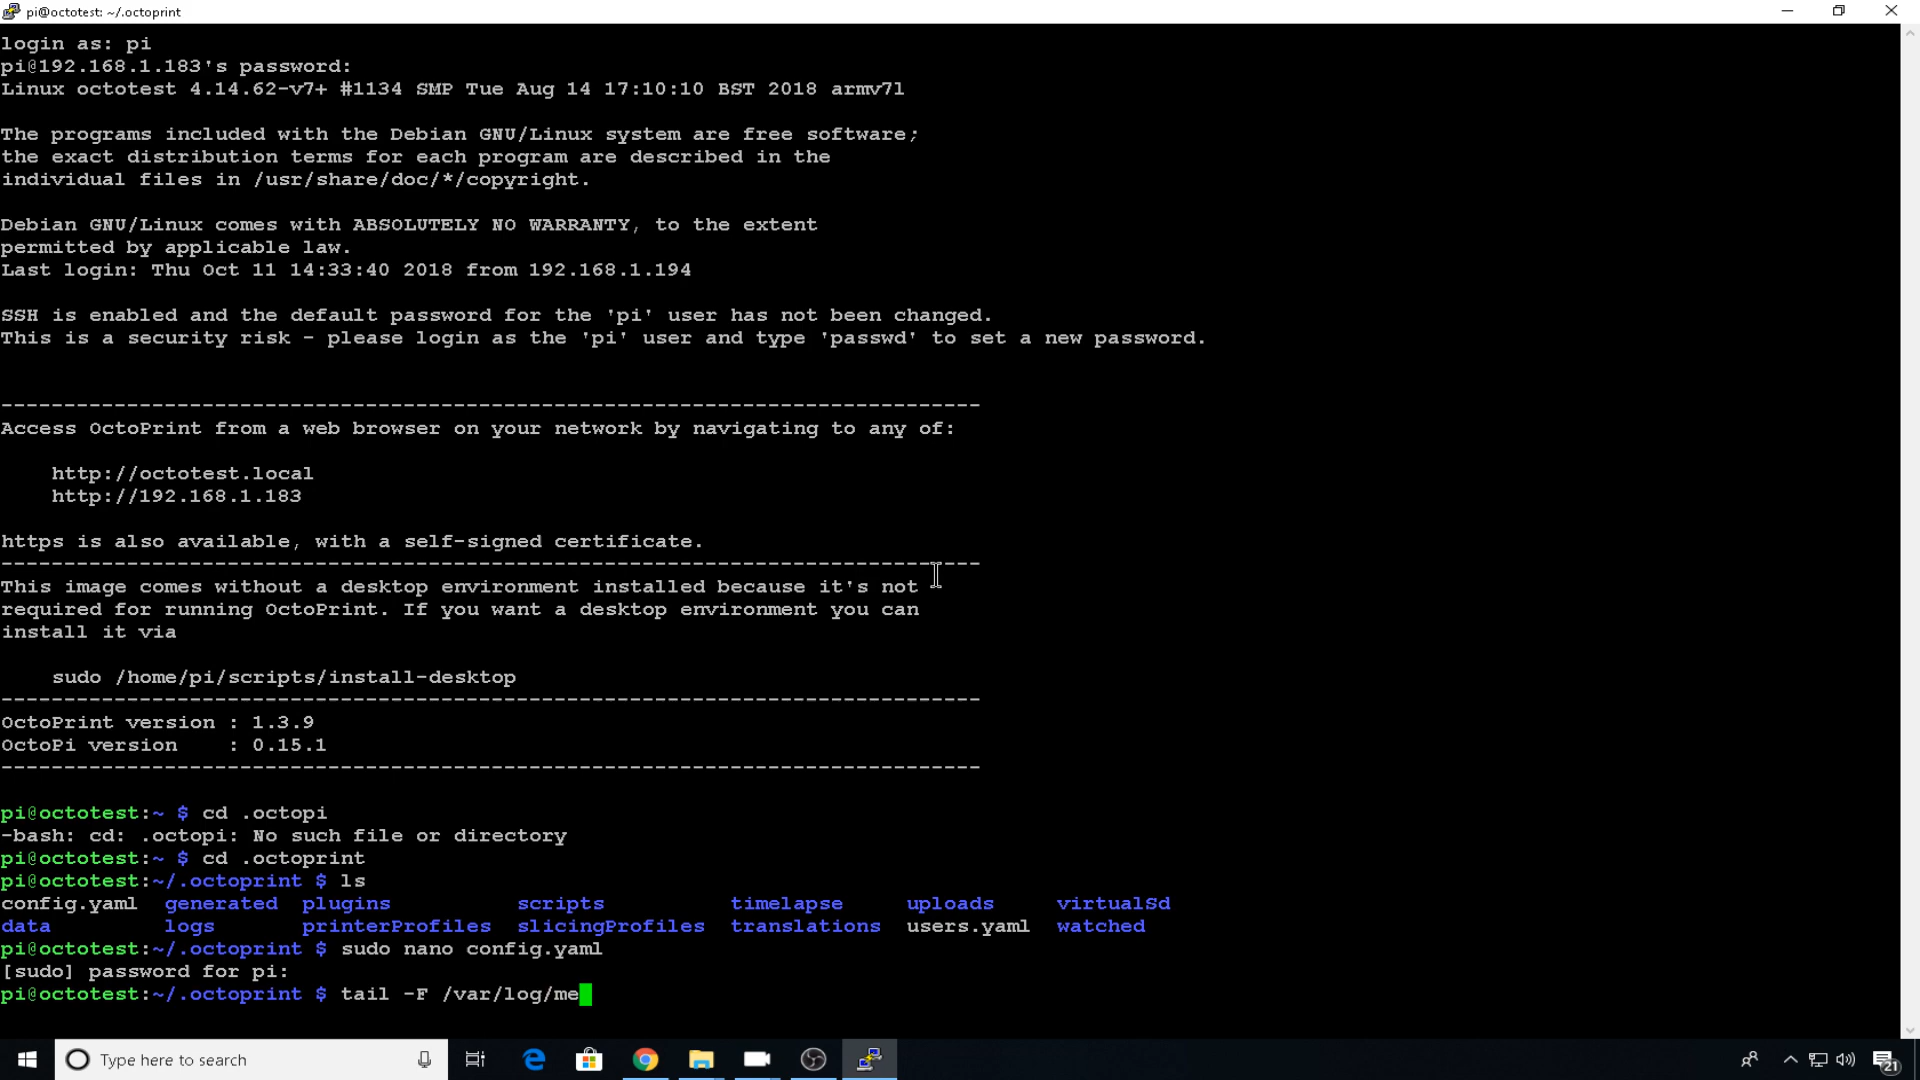 pi@octotest: ~/.octoprint
login as: pi
pi@192.168.1.183's password:
Linux octotest 4.14.62-v7+ #1134 SMP Tue Aug 14 17:10:10 BST 2018 armv7l
The programs included with the Debian GNU/Linux system are free software;
the exact distribution terms for each program are described in the
individual files in /usr/share/doc/*/copyright.
Debian GNU/Linux comes with ABSOLUTELY NO WARRANTY, to the extent
permitted by applicable law.
Last login: Thu Oct 11 14:33:40 2018 from 192.168.1.194
SSH is enabled and the default password for the 'pi' user has not been changed.
This is a security risk - please login as the 'pi' user and type 'passwd' to set a new password.
------------------------------------------------------------------------------
Access OctoPrint from a web browser on your network by navigating to any of:
http://octotest.local
http://192.168.1.183
https is also available, with a self-signed certificate.
------------------------------------------------------------------------------
This image comes without a desktop environment installed because it's not
required for running OctoPrint. If you want a desktop environment you can
install it via
sudo /home/pi/scripts/install-desktop
------------------------------------------------------------------------------
OctoPrint version : 1.3.9
OctoPi version    : 0.15.1
------------------------------------------------------------------------------
pi@octotest:~ $ cd .octopi
-bash: cd: .octopi: No such file or directory
pi@octotest:~ $ cd .octoprint
pi@octotest:~/.octoprint $ ls
config.yaml  generated  plugins          scripts          timelapse     uploads     virtualSd
data         logs       printerProfiles  slicingProfiles  translations  users.yaml  watched
pi@octotest:~/.octoprint $ sudo nano config.yaml
[sudo] password for pi:
pi@octotest:~/.octoprint $ tail -F /var/log/me
Type here to search
21